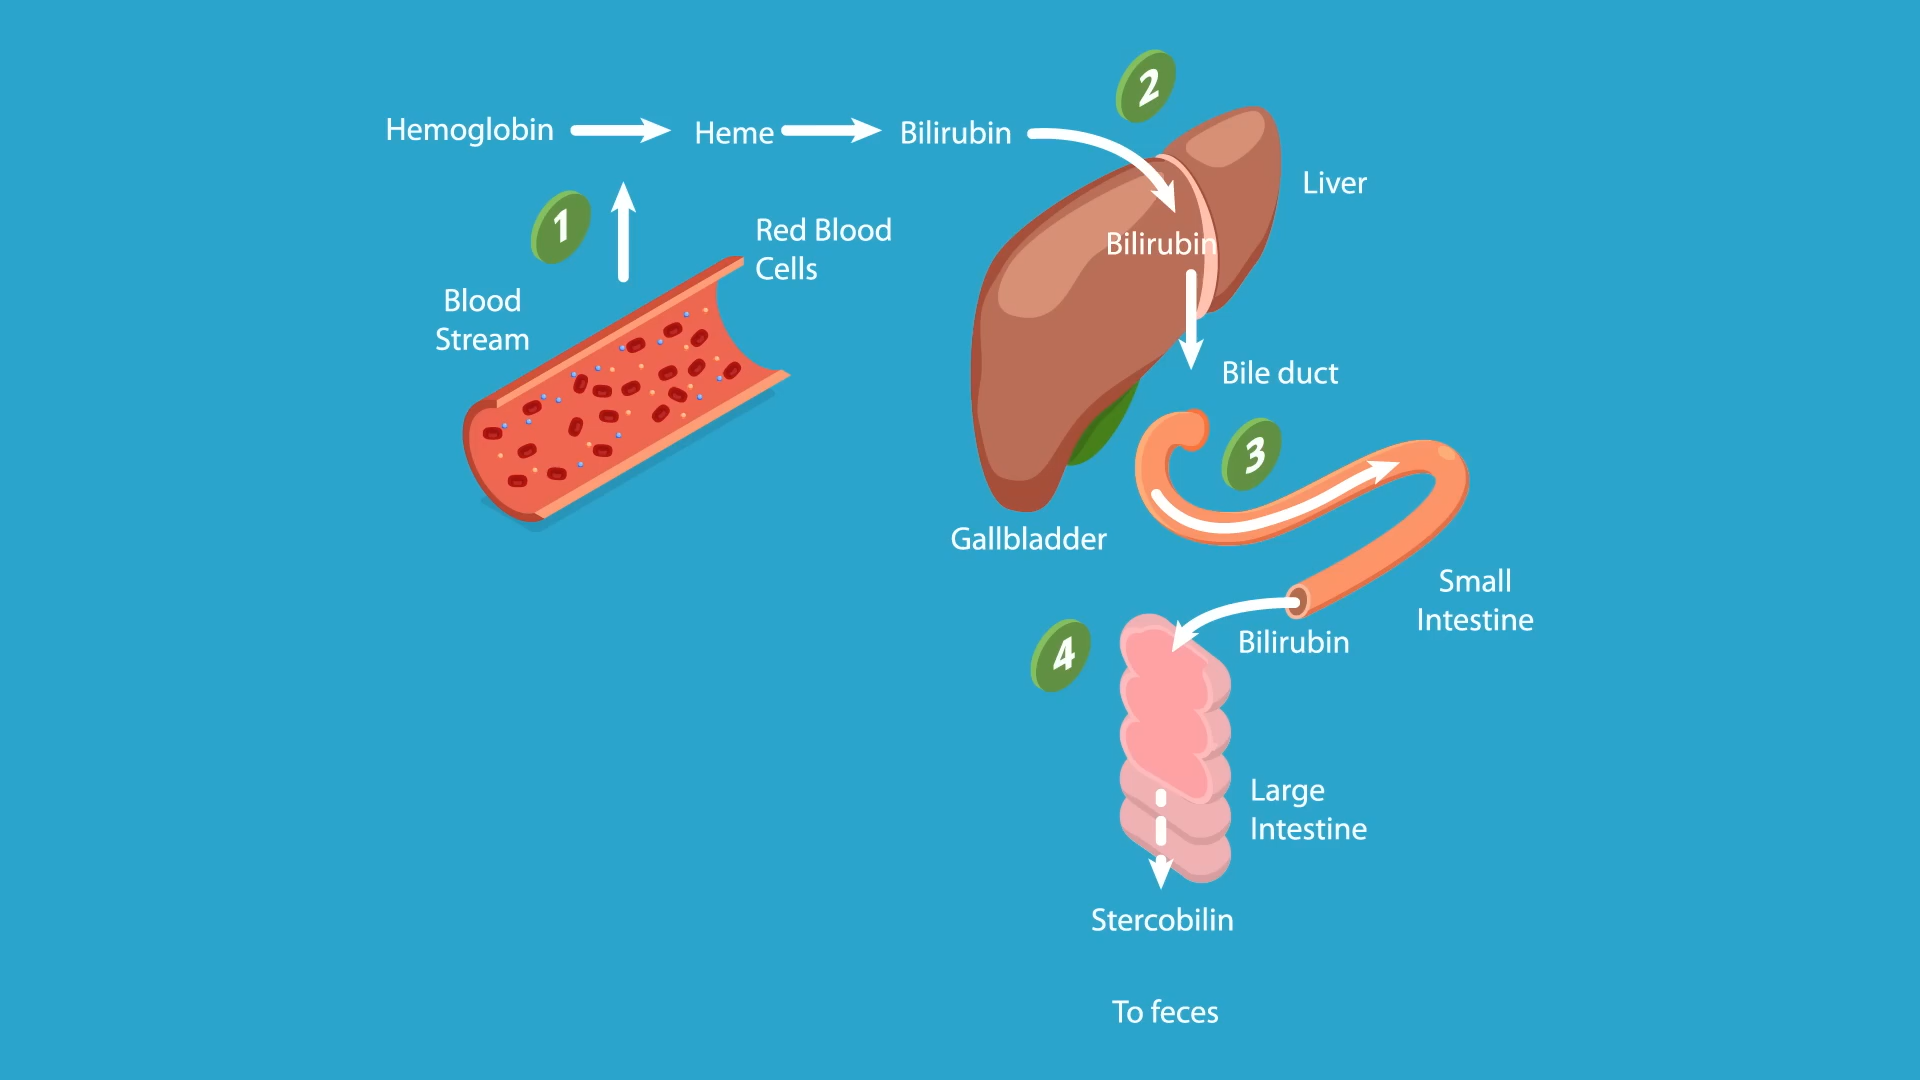 2
Hemoglobin
Heme
Bilirubin
Liver
1
Red Blood
Cells
Bilirubin
Blood
Stream
Bile duct
3
Gallbladder
Small
Intestine
Bilirubin
4
Large
Intestine
Stercobilin
To feces